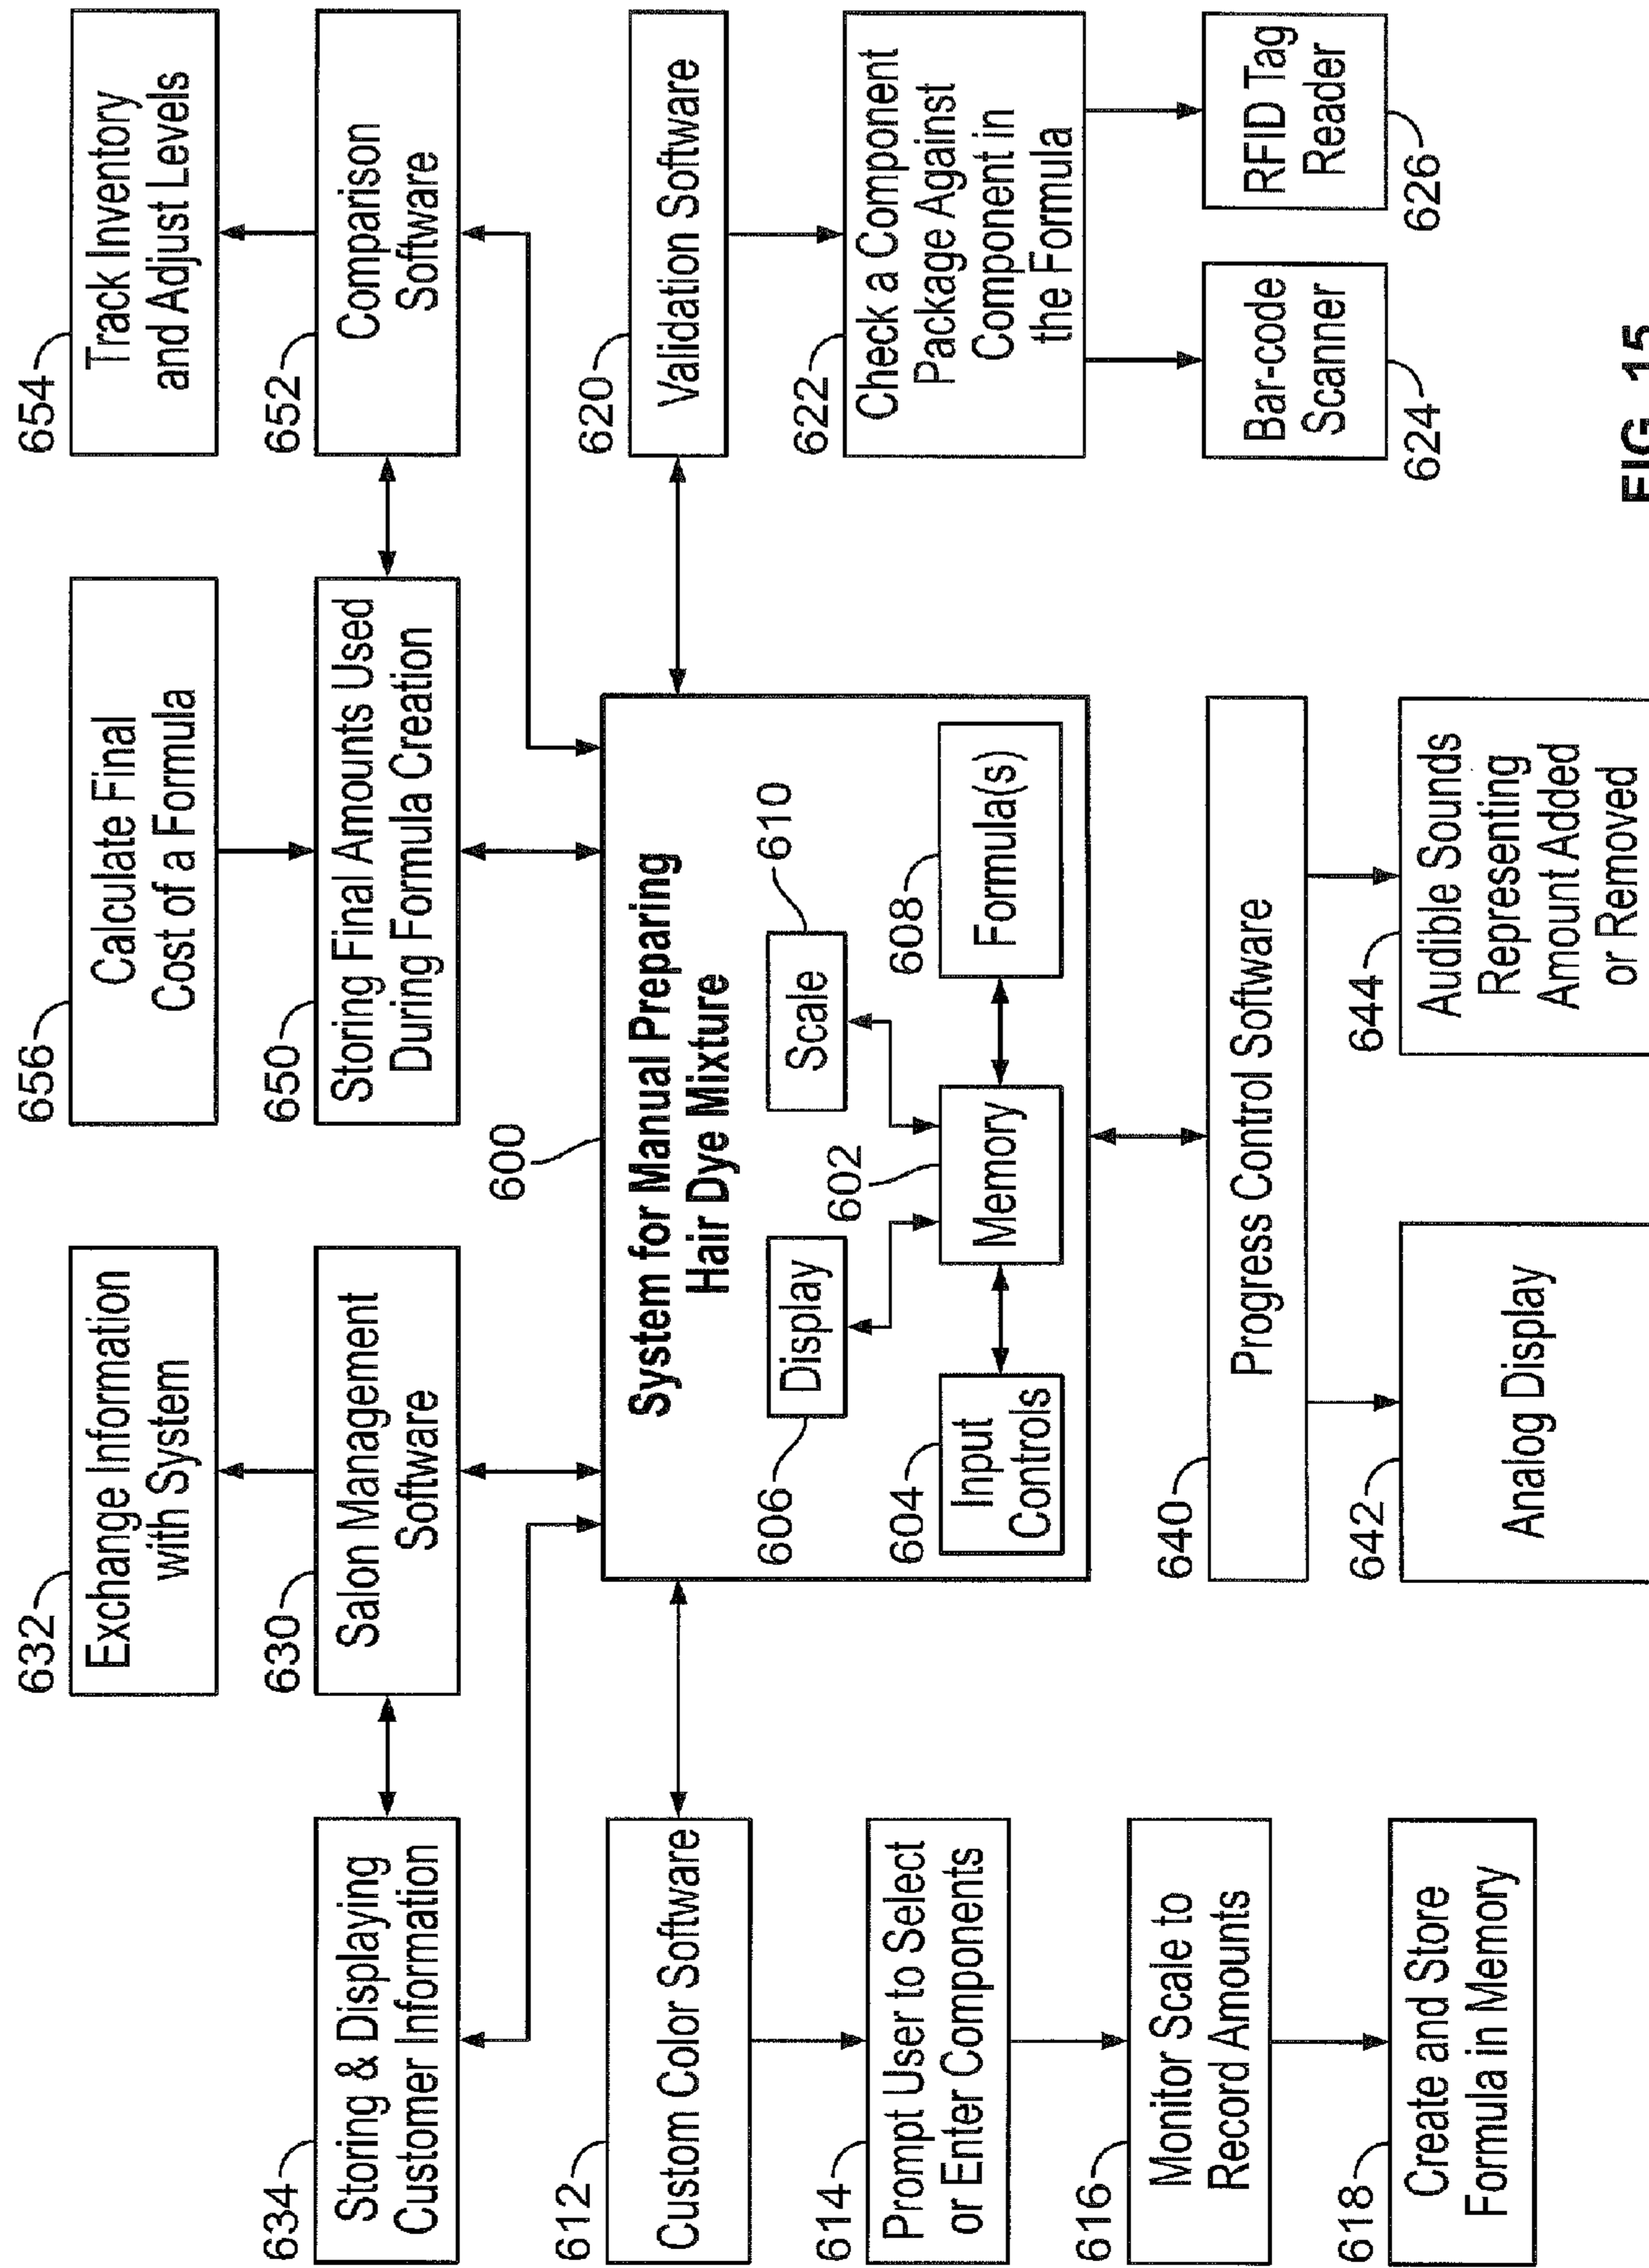 632
Exchange Information
with System
656
Calculate Final
Cost of a Formula
654
Track Inventory
and Adjust Levels
634
Storing & Displaying
Customer Information
630
Salon Management
Software
650
Storing Final Amounts Used
During Formula Creation
652
Comparison
Software
600
System for Manual Preparing
Hair Dye Mixture
606
Display
Scale
610
602
604
Input
Controls
Memory
608
Formula(s)
612
Custom Color Software
614
Prompt User to Select
or Enter Components
616
Monitor Scale to
Record Amounts
618
Create and Store
Formula in Memory
620
Validation Software
622
Check a Component
Package Against
Component in
the Formula
624
Bar-code
Scanner
626
RFID Tag
Reader
640
Progress Control Software
642
Analog Display
644
Audible Sounds
Representing
Amount Added
or Removed
FIG. 15